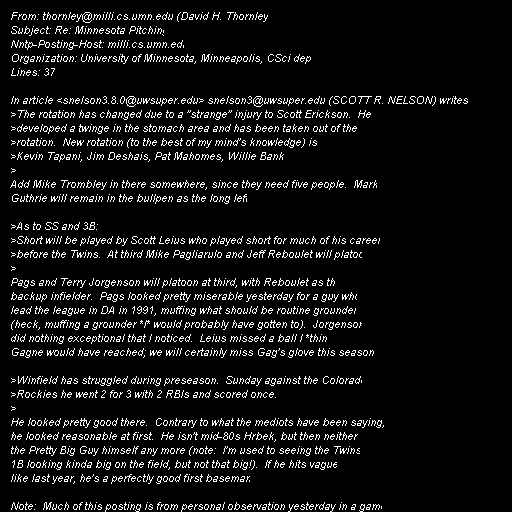 From: thornley@milli.cs.umn.edu (David H. Thornley
Subject: Re: Minnesota Pitchin
Nntp-Posting-Host: milli.cs.umn.ed
Organization: University of Minnesota, Minneapolis, CSci dep
Lines: 37

In article <snelson3.8.0@uwsuper.edu> snelson3@uwsuper.edu (SCOTT R. NELSON) writes
>The rotation has changed due to a "strange" injury to Scott Erickson.  He
>developed a twinge in the stomach area and has been taken out of the
>rotation.  New rotation (to the best of my mind's knowledge) is
>Kevin Tapani, Jim Deshais, Pat Mahomes, Willie Bank
>
Add Mike Trombley in there somewhere, since they need five people.  Mark
Guthrie will remain in the bullpen as the long lef

>As to SS and 3B:
>Short will be played by Scott Leius who played short for much of his career
>before the Twins.  At third Mike Pagliarulo and Jeff Reboulet will platoo
>
Pags and Terry Jorgenson will platoon at third, with Reboulet as th
backup infielder.  Pags looked pretty miserable yesterday for a guy who
lead the league in DA in 1991, muffing what should be routine grounder
(heck, muffing a grounder *I* would probably have gotten to).  Jorgenson
did nothing exceptional that I noticed.  Leius missed a ball I *thin
Gagne would have reached; we will certainly miss Gag's glove this season

>Winfield has struggled during preseason.  Sunday against the Colorado
>Rockies he went 2 for 3 with 2 RBIs and scored once.
>
He looked pretty good there.  Contrary to what the mediots have been saying,
he looked reasonable at first.  He isn't mid-80s Hrbek, but then neither
the Pretty Big Guy himself any more (note:  I'm used to seeing the Twins
1B looking kinda big on the field, but not that big!).  If he hits vague
like last year, he's a perfectly good first baseman

Note:  Much of this posting is from personal observation yesterday in a game